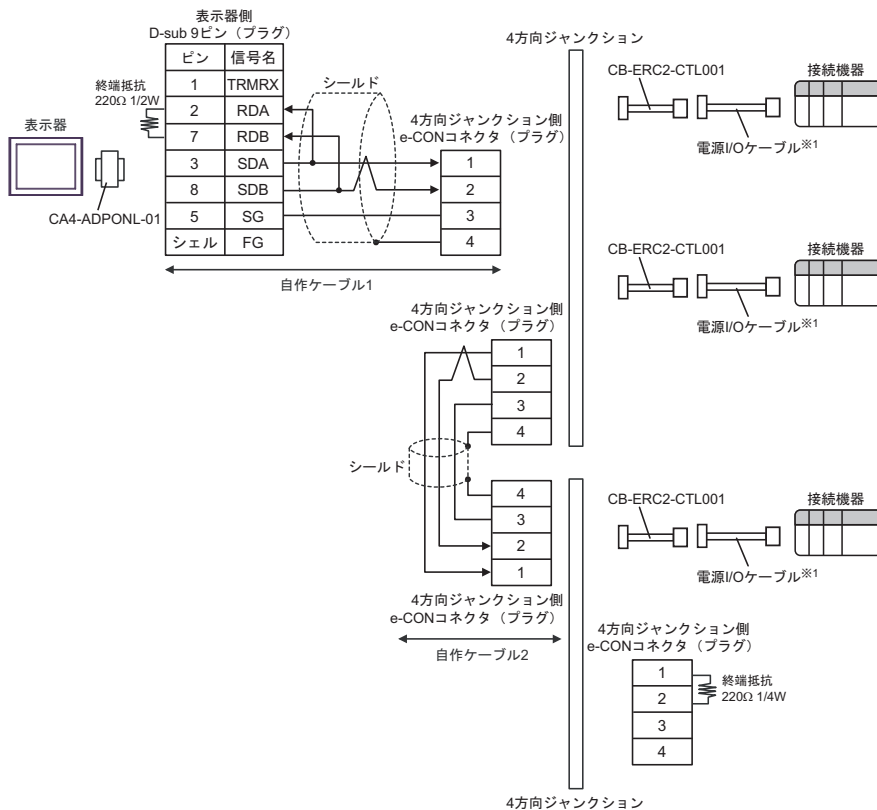 表示器側
D-sub 9ピン（プラグ）
ピン 信号名
1 TRMRX
2 RDA
7 RDB
3 SDA
8 SDB
5 SG
シェル FG
終端抵抗
220Ω 1/2W
表示器
CA4-ADPONL-01
シールド
4方向ジャンクション側
e-CONコネクタ（プラグ）
1
2
3
4
自作ケーブル1
4方向ジャンクション
CB-ERC2-CTL001
接続機器
電源I/Oケーブル※1
CB-ERC2-CTL001
接続機器
電源I/Oケーブル※1
4方向ジャンクション側
e-CONコネクタ（プラグ）
1
2
3
4
シールド
4
3
2
1
4方向ジャンクション側
e-CONコネクタ（プラグ）
自作ケーブル2
CB-ERC2-CTL001
接続機器
電源I/Oケーブル※1
4方向ジャンクション側
e-CONコネクタ（プラグ）
1
2
3
4
終端抵抗
220Ω 1/4W
4方向ジャンクション